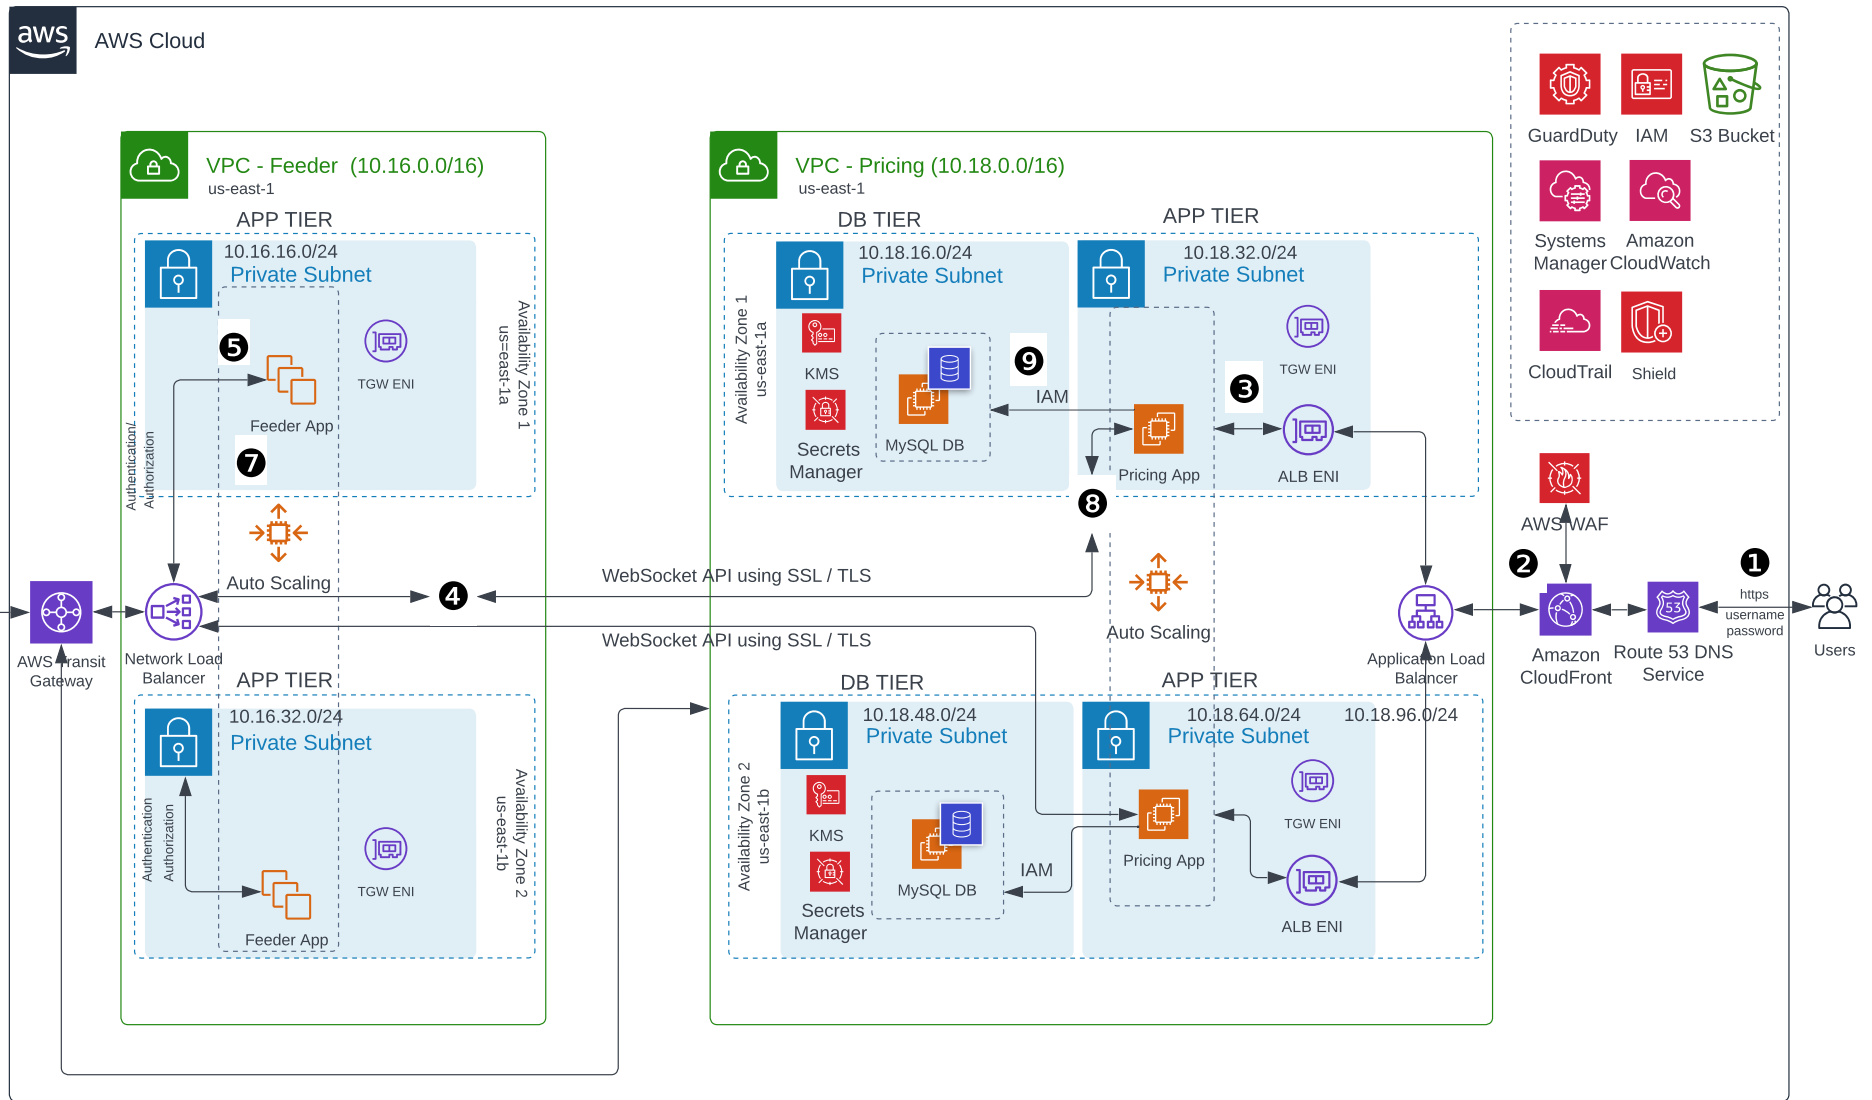 aws
AWS Cloud
VPC - Feeder (10.16.0.0/16)
us-east-1
APP TIER
10.16.16.0/24
Private Subnet
5
TGW ENI
Feeder App
7
Availability Zone 1
us=east-1a
Authentication/
Authorization
Auto Scaling
AWS Transit
Gateway
Network Load
Balancer
APP TIER
10.16.32.0/24
Private Subnet
Authentication
Authorization
TGW ENI
Feeder App
Availability Zone 2
us-east-1b
4
WebSocket API using SSL / TLS
WebSocket API using SSL / TLS
VPC - Pricing (10.18.0.0/16)
us-east-1
DB TIER
APP TIER
Availability Zone 1
us-east-1a
10.18.16.0/24
Private Subnet
KMS
Secrets
Manager
MySQL DB
9
IAM
10.18.32.0/24
Private Subnet
TGW ENI
3
Pricing App
ALB ENI
8
Auto Scaling
Application Load
Balancer
DB TIER
APP TIER
Availability Zone 2
us-east-1b
10.18.48.0/24
Private Subnet
KMS
Secrets
Manager
MySQL DB
IAM
10.18.64.0/24
10.18.96.0/24
Private Subnet
TGW ENI
Pricing App
ALB ENI
GuardDuty
IAM
S3 Bucket
Systems
Manager
Amazon
CloudWatch
CloudTrail
Shield
AWS WAF
2
Amazon
CloudFront
53
Route 53 DNS
Service
1
https
username
password
Users